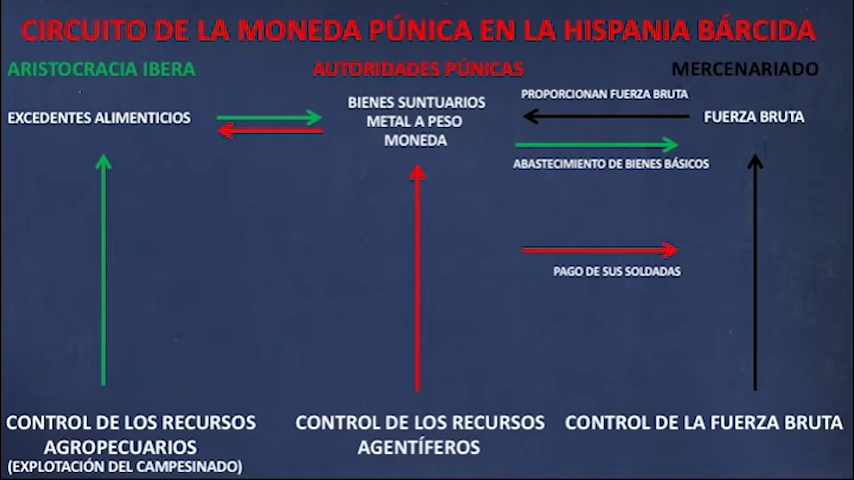 CIRCUITO DE LA MONEDA PÚNICA EN LA HISPANIA BÁRCIDA
ARISTOCRACIA IBERA
AUTORIDADES PÚNICAS
MERCENARIADO
EXCEDENTES ALIMENTICIOS
BIENES SUNTUARIOS
METAL A PESO
MONEDA
PROPORCIONAN FUERZA BRUTA
FUERZA BRUTA
ABASTECIMIENTO DE BIENES BÁSICOS
PAGO DE SUS SOLDADAS
CONTROL DE LOS RECURSOS
AGROPECUARIOS
(EXPLOTACIÓN DEL CAMPESINADO)
CONTROL DE LOS RECURSOS
AGENTÍFEROS
CONTROL DE LA FUERZA BRUTA